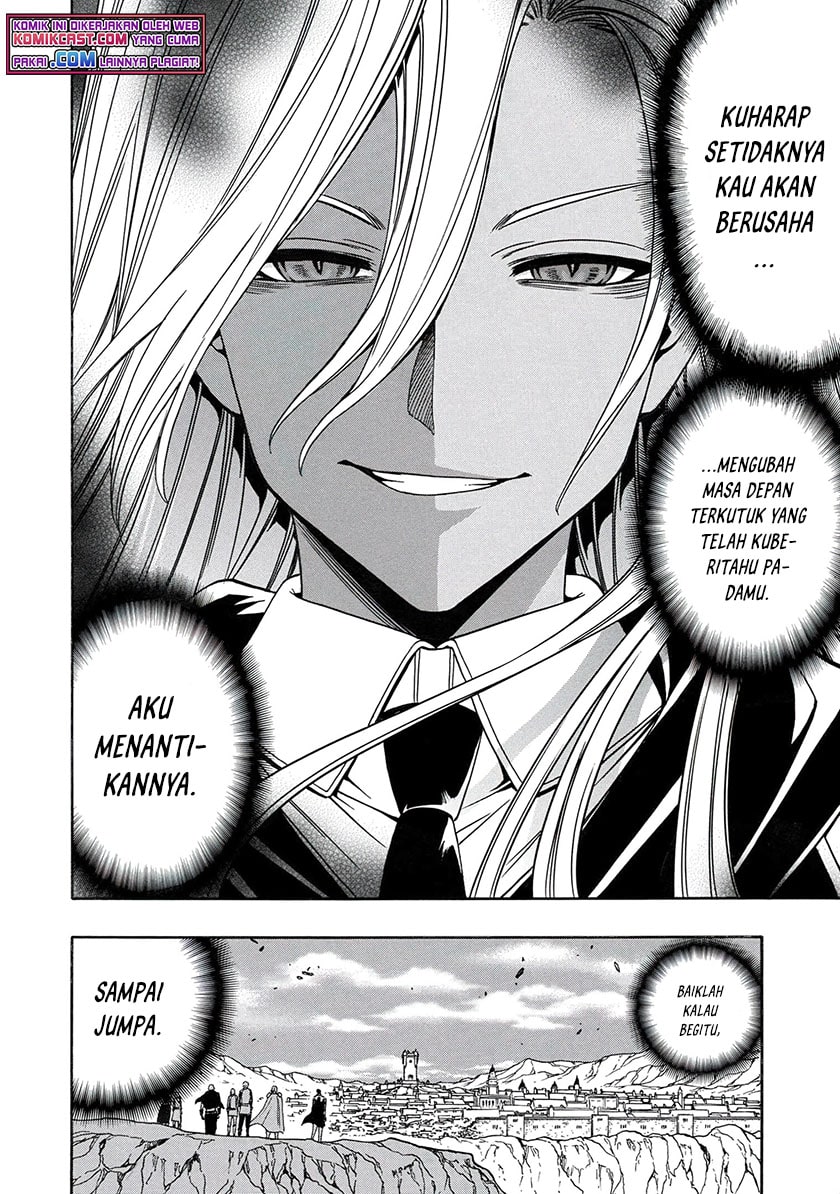 KOMIK INI DIKERJAKAN OLEH WEB
KOMIKCAST.COM YANG CUMA
PAKAI .COM LAINNYA PLAGIAT!
KUHARAP
SETIDAKNYA
KAU AKAN
BERUSAHA
...
...MENGUBAH
MASA DEPAN
TERKUTUK YANG
TELAH KUBE-
RITAHU PA-
DAMU.
AKU
MENANTI-
KANNYA.
BAIKLAH
KALAU
BEGITU,
SAMPAI
JUMPA.